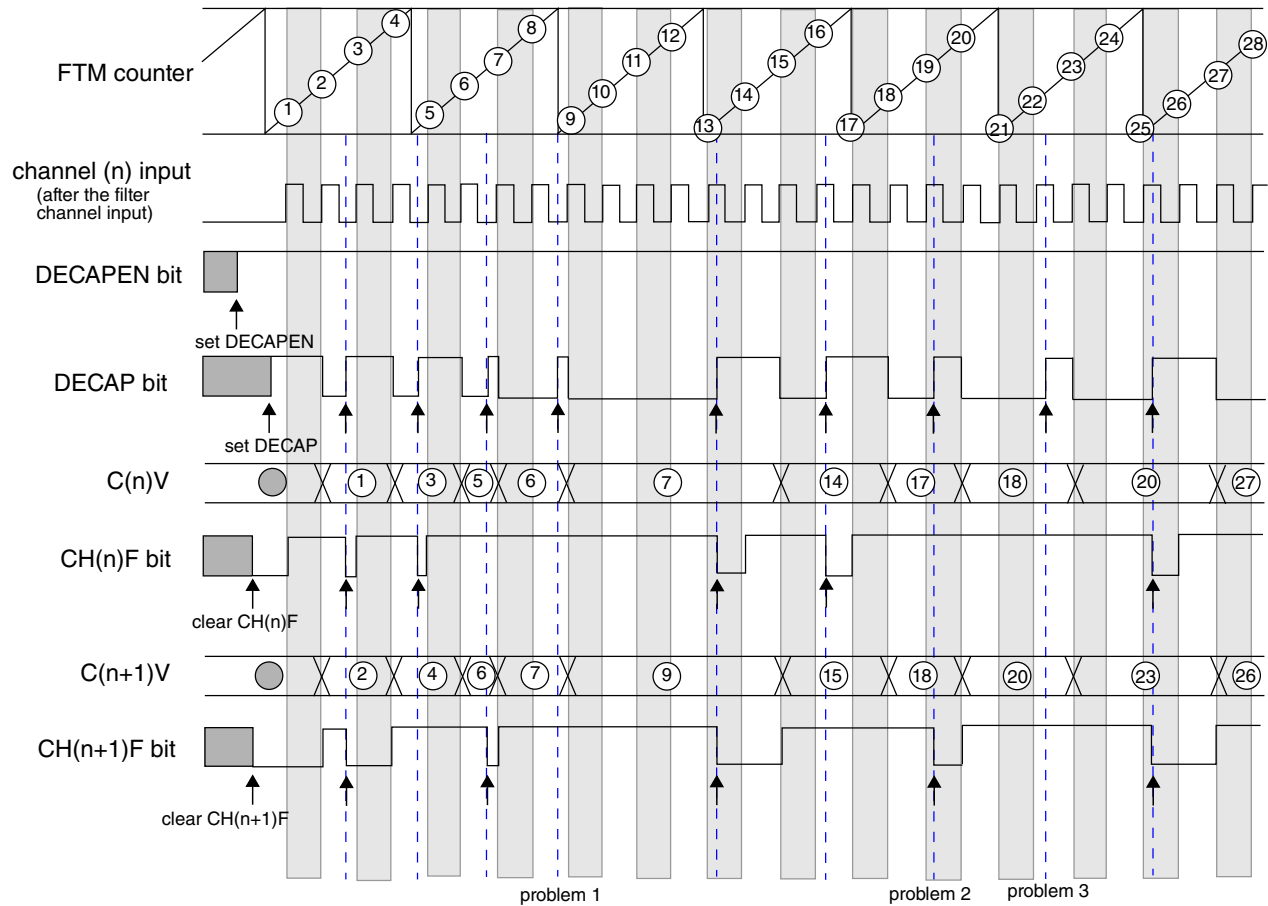 4 8 12 16 20 24 28
3 7 11 15 19 23 27
FTM counter
2 6 10 14 18 22 26
1 5 9 13 17 21 25
channel (n) input
(after the filter
channel input)
DECAPEN bit
set DECAPEN
DECAP bit
set DECAP
C(n)V 1 3 5 6 7 14 17 18 20 27
CH(n)F bit
clear CH(n)F
C(n+1)V 2 4 6 7 9 15 18 20 23 26
CH(n+1)F bit
clear CH(n+1)F
problem 1 problem 2 problem 3